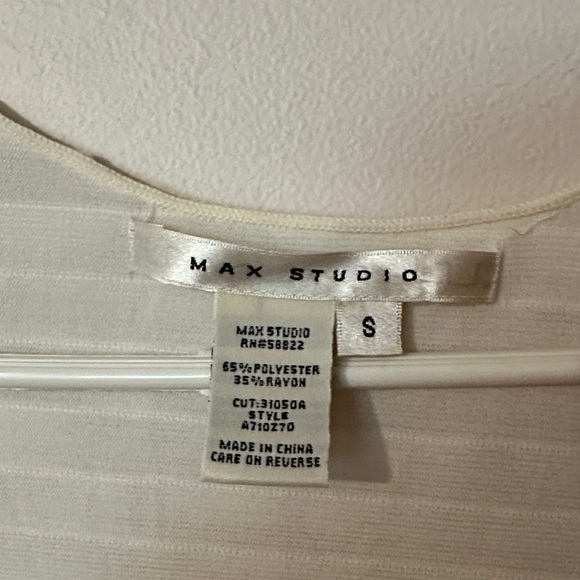 MAX STUDIO
S
MAX STUDIO
RN#58822
65%POLYESTER
35%RAYON
CUT:31050A
STYLE
A710270
MADE IN CHINA
CARE ON REVERSE